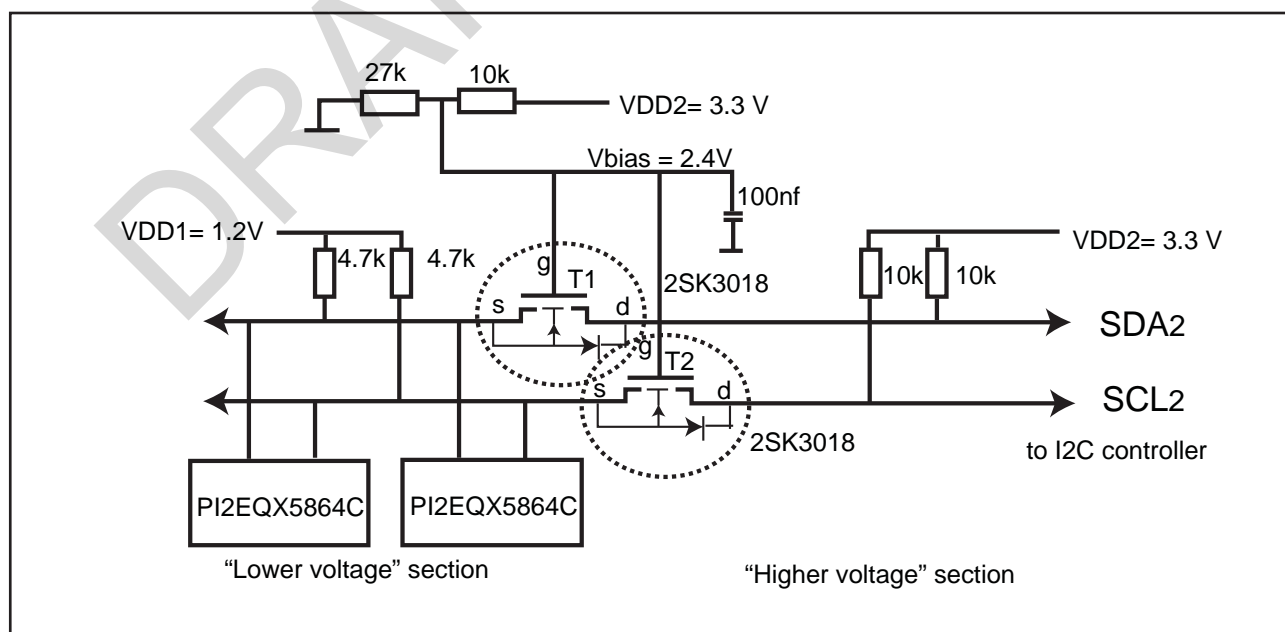 DRA
27k
10k
VDD2= 3.3 V
Vbias = 2.4V
100nf
VDD1= 1.2V
4.7k
4.7k
VDD2= 3.3 V
10k
10k
g
T1
2SK3018
s
d
SDA2
g
T2
s
d
SCL2
2SK3018
to I2C controller
PI2EQX5864C
PI2EQX5864C
“Lower voltage” section
“Higher voltage” section